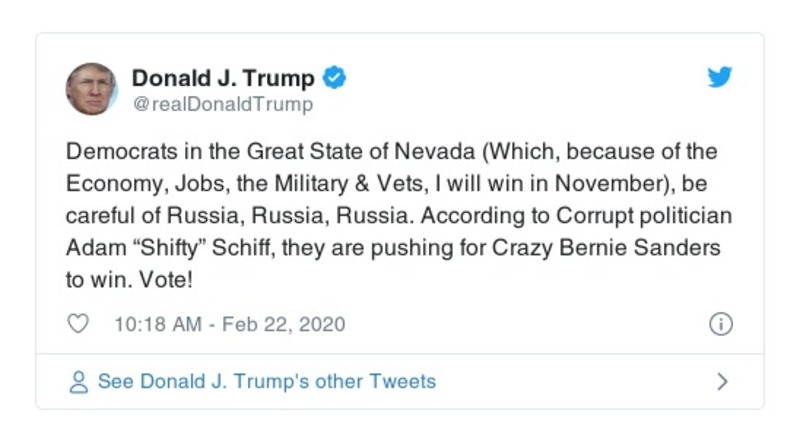 Donald J. Trump
@realDonaldTrump
Democrats in the Great State of Nevada (Which, because of the
Economy, Jobs, the Military & Vets, I will win in November), be
careful of Russia, Russia, Russia. According to Corrupt politician
Adam “Shifty” Schiff, they are pushing for Crazy Bernie Sanders
to win. Vote!
10:18 AM - Feb 22, 2020
See Donald J. Trump's other Tweets